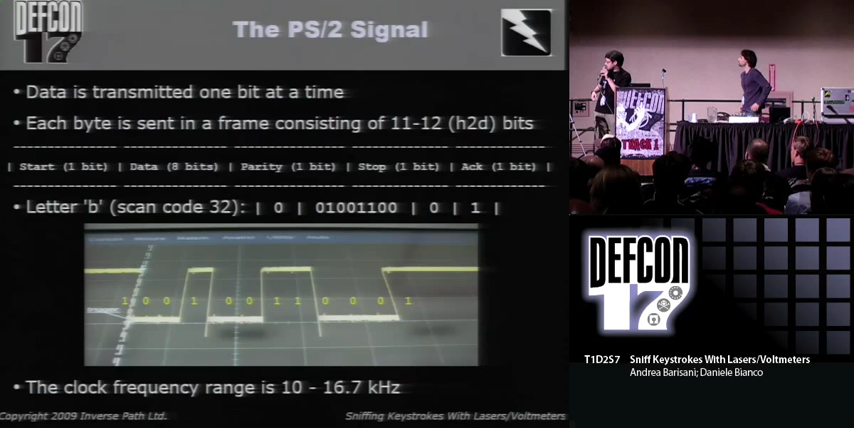 DEFCON
17
The PS/2 Signal
• Data is transmitted one bit at a time
• Each byte is sent in a frame consisting of 11-12 (h2d) bits
| Start (1 bit) | Data (8 bits) | Parity (1 bit) | Stop (1 bit) | Ack (1 bit) |
• Letter 'b' (scan code 32): | 0 | 01001100 | 0 | 1 |
1 0 0 1 0 0 1 1 0 0 0 1
• The clock frequency range is 10 - 16.7 kHz
Copyright 2009 Inverse Path Ltd.
Sniffing Keystrokes With Lasers/Voltmeters
DEFCON
TRACK 1
DEFCON
17
T1D2S7 Sniff Keystrokes With Lasers/Voltmeters
Andrea Barisani; Daniele Bianco